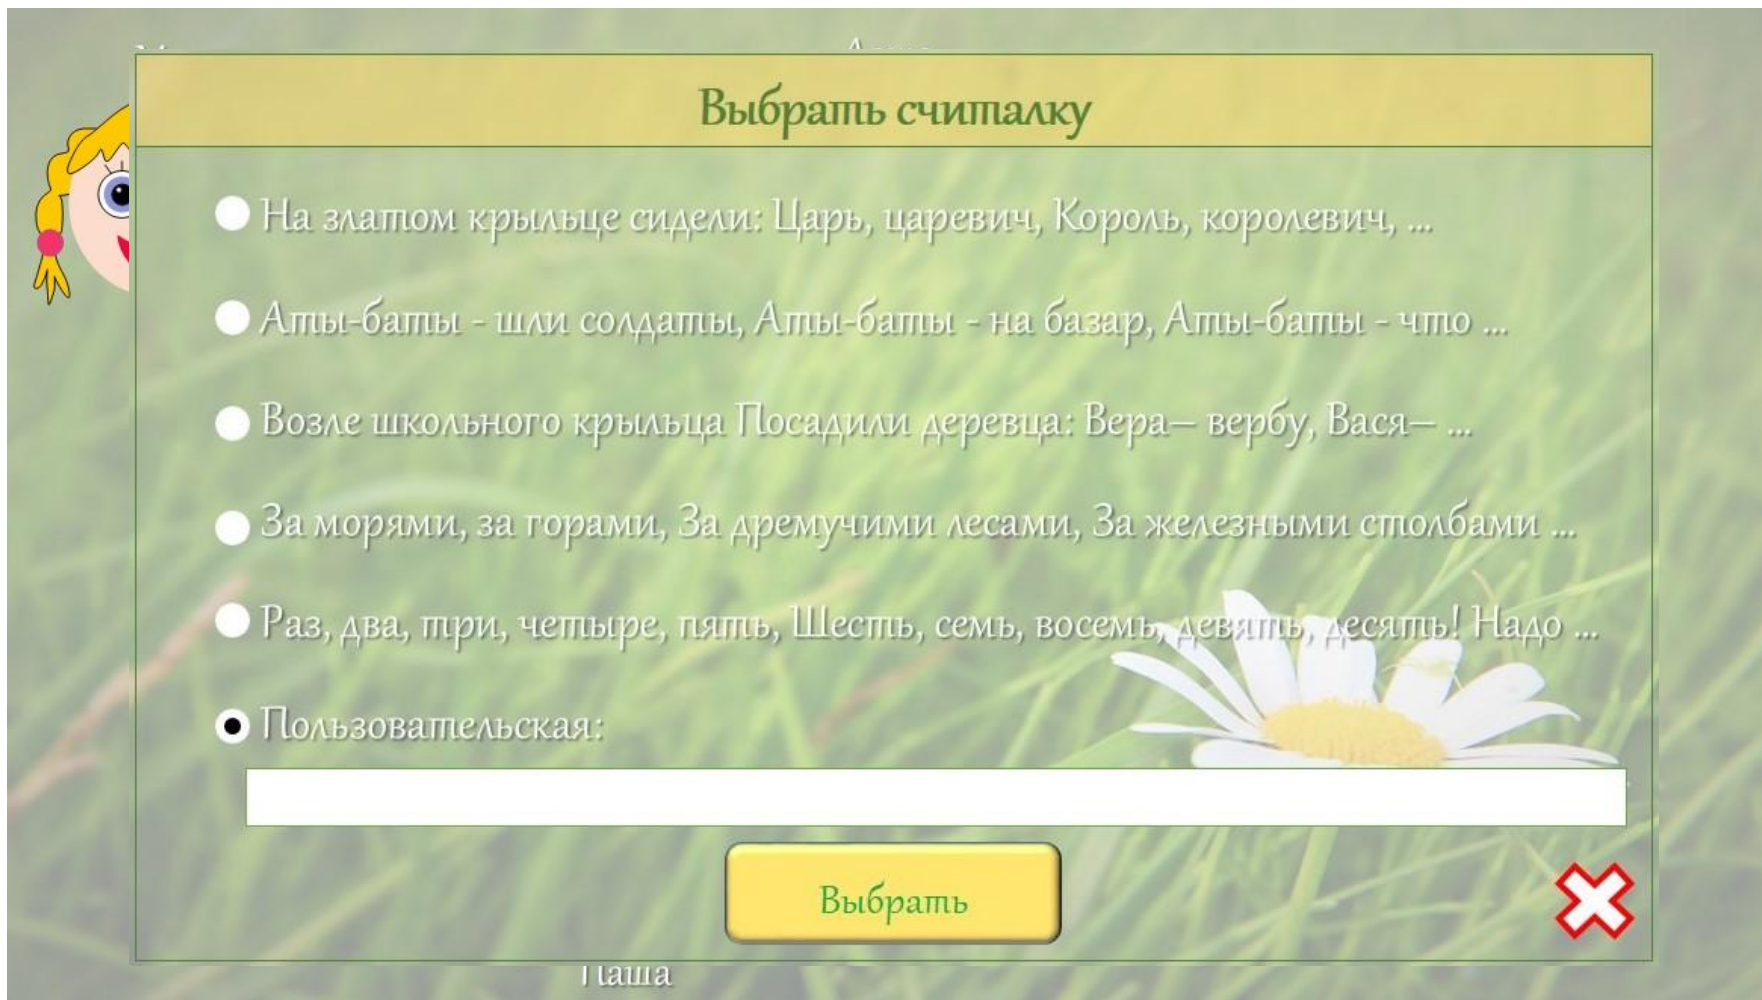 Выбрать считалку
На златом крыльце сидели: Царь, царевич, Король, королевич, ...
Аты-баты - шли солдаты, Аты-баты - на базар, Аты-баты - что ...
Возле школьного крыльца Посадили деревца: Вера— вербу, Вася— ...
За морями, за горами, За дремучими лесами, За железными столбами ...
Раз, два, три, четыре, пять, Шесть, семь, восемь, девять, десять! Надо ...
Пользовательская:
Выбрать
Паша